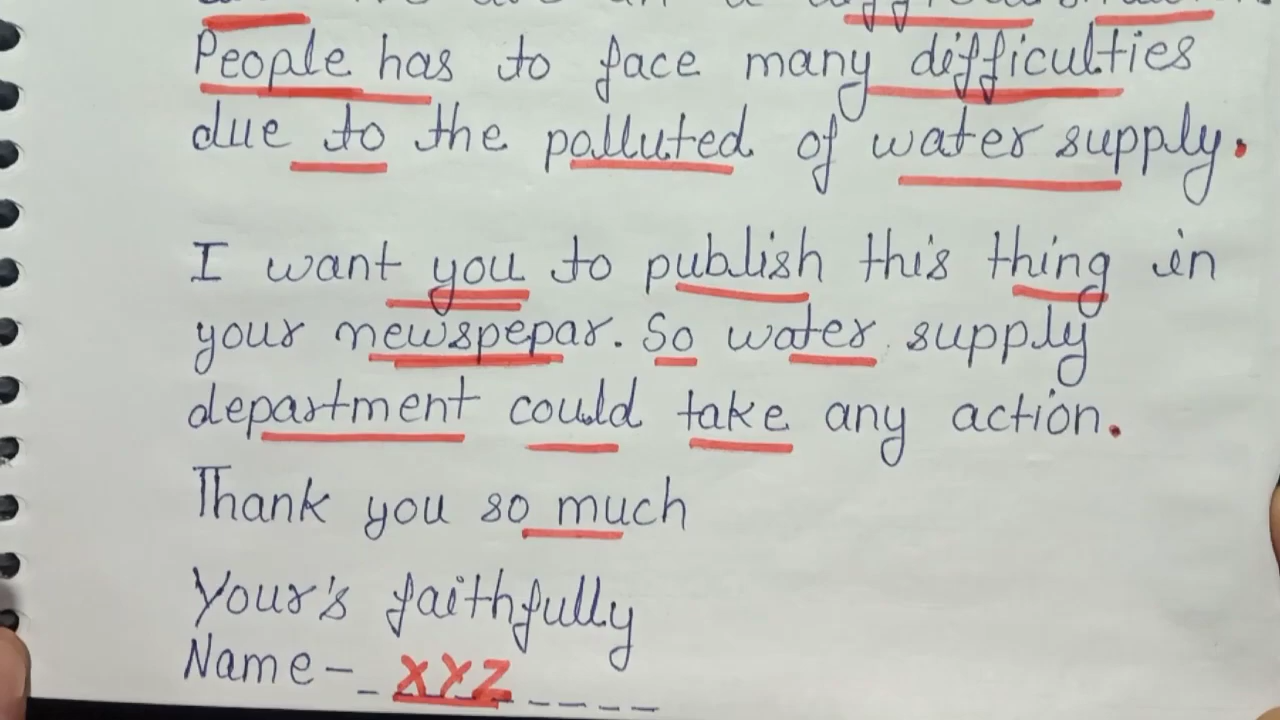 People has to face many difficulties
due to the polluted of water supply.
I want you to publish this thing in
your newspepar. So water supply
department could take any action.
Thank you so much
Your's faithfully
Name - _ XYZ _ _ _ _